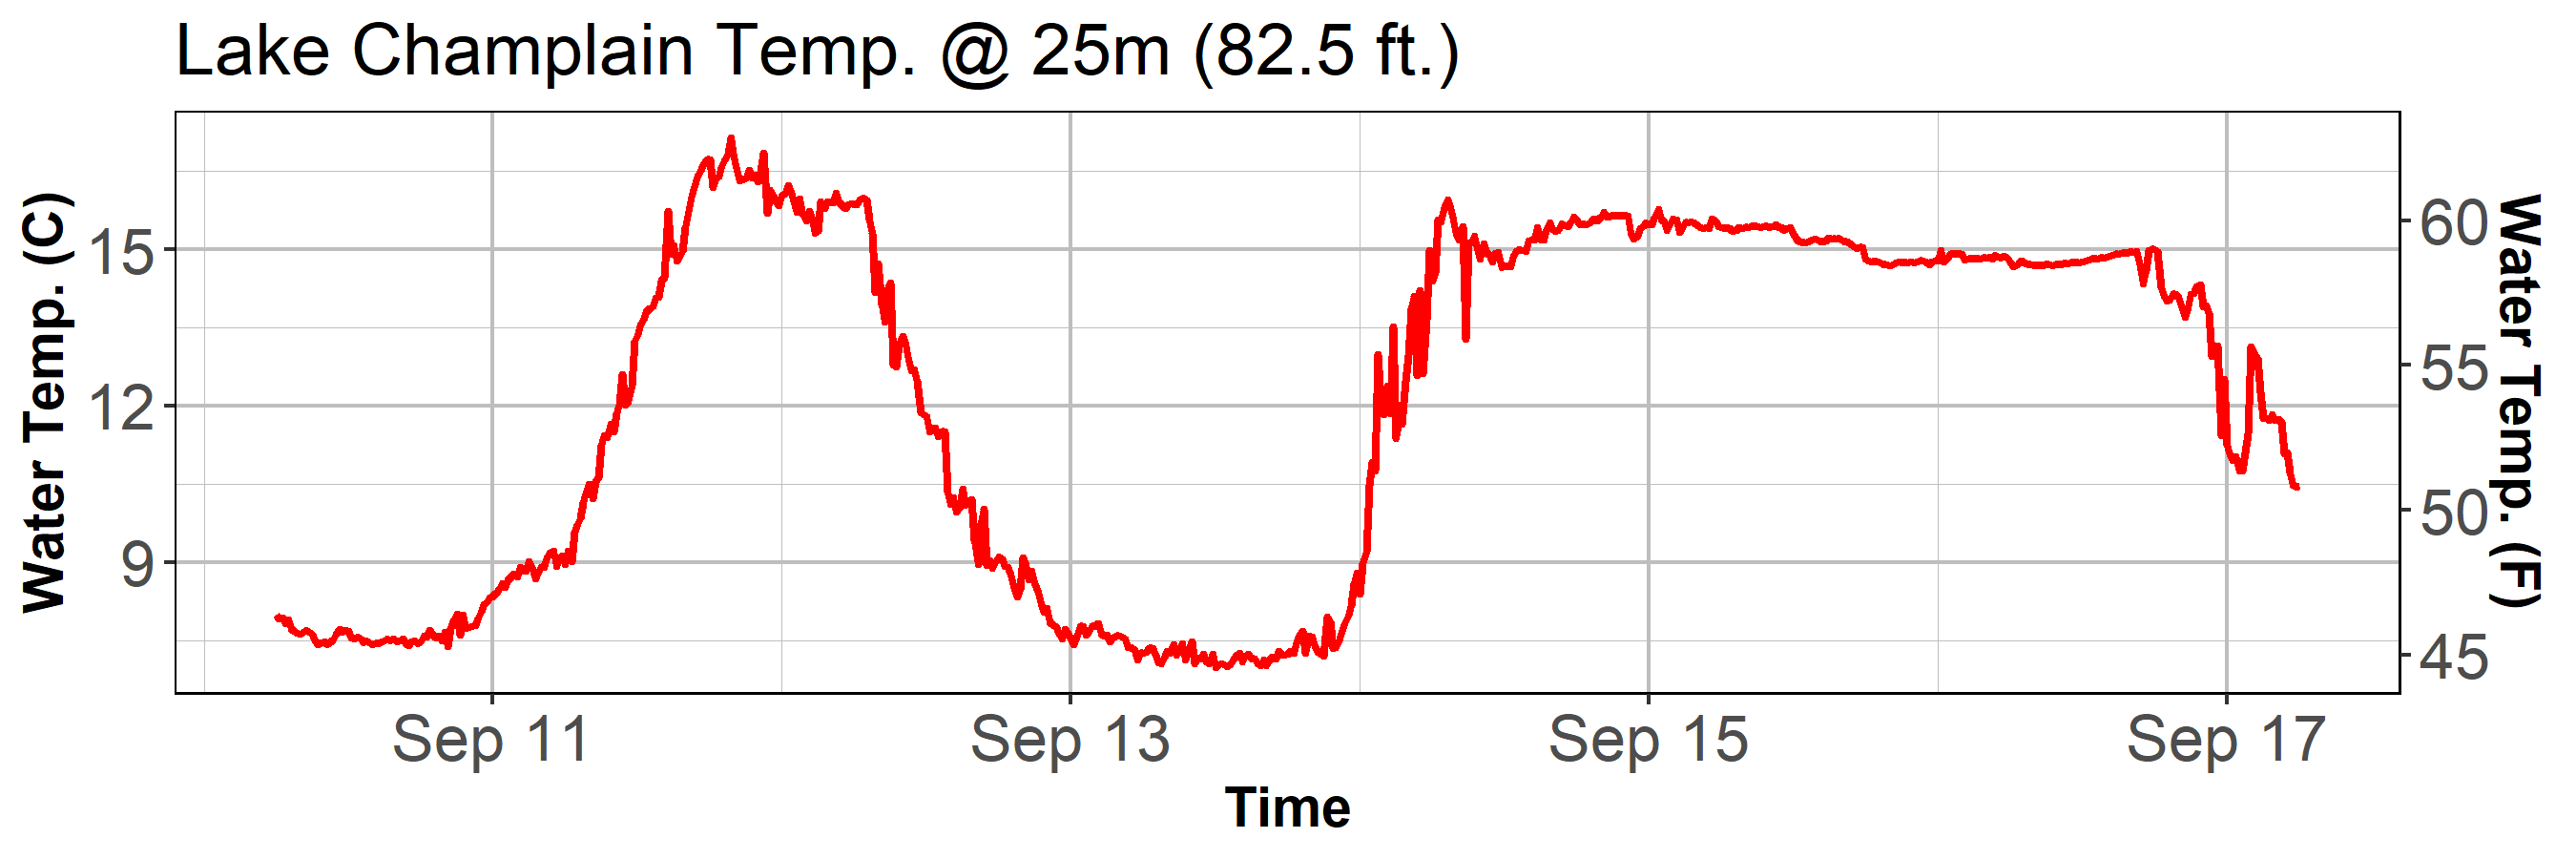 Lake Champlain Temp. @ 25m (82.5 ft.)
Water Temp. (C)
15
12
9
60
55
50
45
Water Temp. (F)
Sep 11 Sep 13 Sep 15 Sep 17
Time